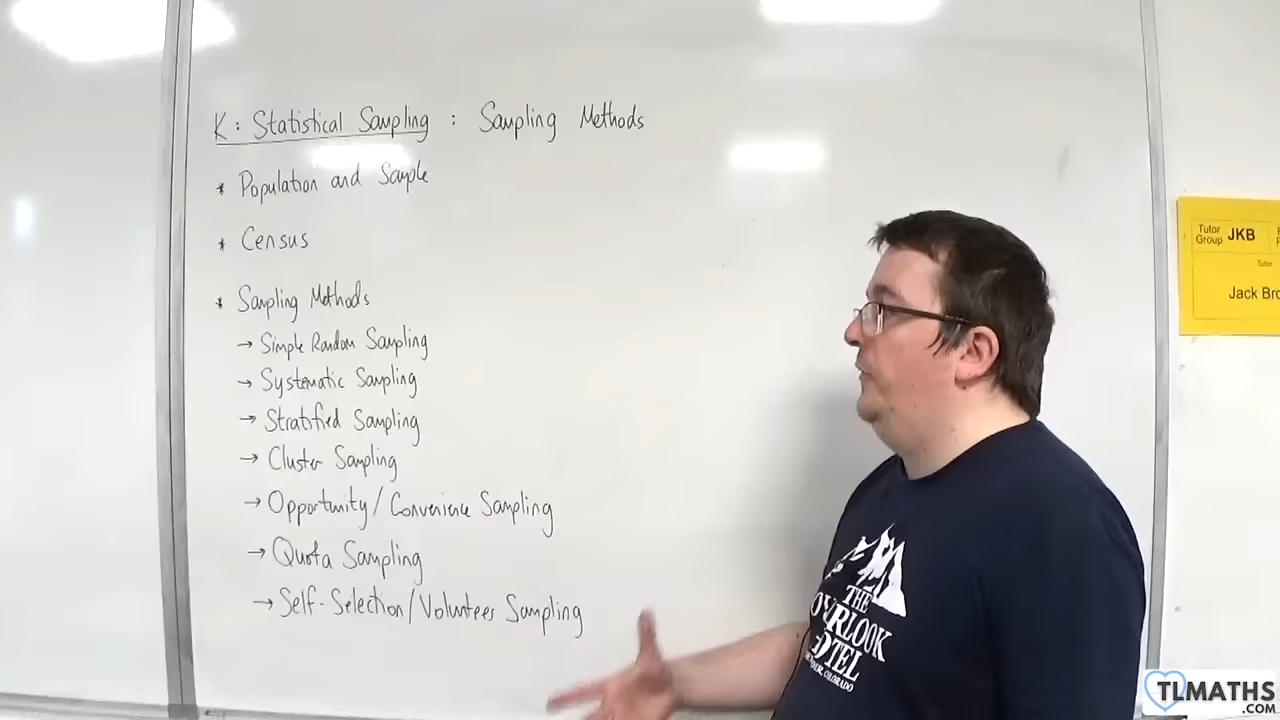 K: Statistical Sampling : Sampling Methods
* Population and Sample
* Census
* Sampling Methods
→ Simple Random Sampling
→ Systematic Sampling
→ Stratified Sampling
→ Cluster Sampling
→ Opportunity/Convenience Sampling
→ Quota Sampling
→ Self-Selection/Volunteer Sampling
Tutor
Group JKB
Tutor
Jack Bro
THE
OVERLOOK
HOTEL
DENVER, COLORADO
TLMATHS
.COM